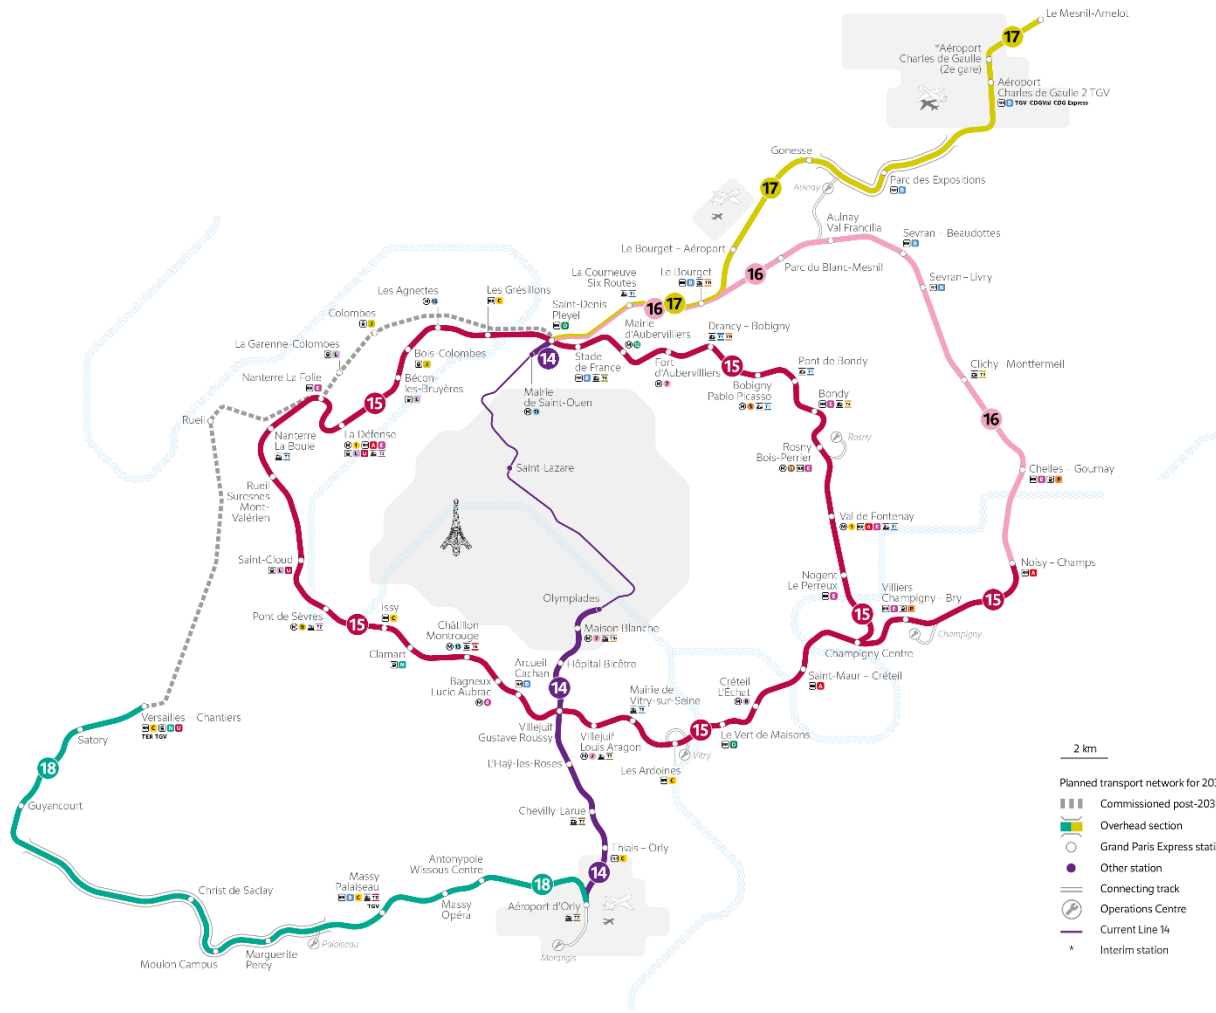 Le Mesnil-Amelot
17
*Aéroport
Charles de Gaulle
(2e gare)
Aéroport
Charles de Gaulle 2 TGV
TGV CDGVal CDG Express
Gonesse
17
Aulnay
Parc des Expositions
Aulnay
Val Francilia
Sevran – Beaudottes
Le Bourget – Aéroport
Parc du Blanc-Mesnil
Le Bourget
La Courneuve
Six Routes
16
Sevran – Livry
16
17
Les Agnettes
Les Grésillons
Saint-Denis
Pleyel
Mairie
d'Aubervilliers
Drancy – Bobigny
Colombes
La Garenne-Colombes
Bois-Colombes
14
Stade
de France
Fort
d'Aubervilliers
15
Pont de Bondy
Clichy – Montfermeil
Nanterre La Folie
Bécon-
les-Bruyères
15
Mairie
de Saint-Ouen
Bobigny
Pablo Picasso
Bondy
16
Rueil
Nanterre
La Boule
La Défense
Rosny
Rosny
Bois-Perrier
Saint-Lazare
Chelles – Gournay
Rueil
Suresnes
Mont-
Valérien
Val de Fontenay
Saint-Cloud
Noisy – Champs
Nogent
Le Perreux
Villiers
Champigny – Bry
15
Olympiades
Pont de Sèvres
15
Issy
Maison Blanche
15
Champigny
Châtillon
Montrouge
Clamart
Champigny Centre
Arcueil
Cachan
Hôpital Bicêtre
Saint-Maur – Créteil
Bagneux
Lucie Aubrac
14
Créteil
L'Échat
Mairie de
Vitry-sur-Seine
Versailles – Chantiers
TER TGV
Villejuif
Gustave Roussy
Villejuif
Louis Aragon
15
Le Vert de Maisons
Satory
18
L'Haÿ-les-Roses
Vitry
Les Ardoines
2 km
Guyancourt
Chevilly-Larue
Thiais – Orly
Antonypole
Wissous Centre
14
Massy
Palaiseau
TGV
18
Christ de Saclay
Massy
Opéra
Aéroport d'Orly
Palaiseau
Morangis
Moulon Campus
Marguerite
Perey
Planned transport network for 203
Commissioned post-203
Overhead section
Grand Paris Express stati
Other station
Connecting track
Operations Centre
Current Line 14
* Interim station